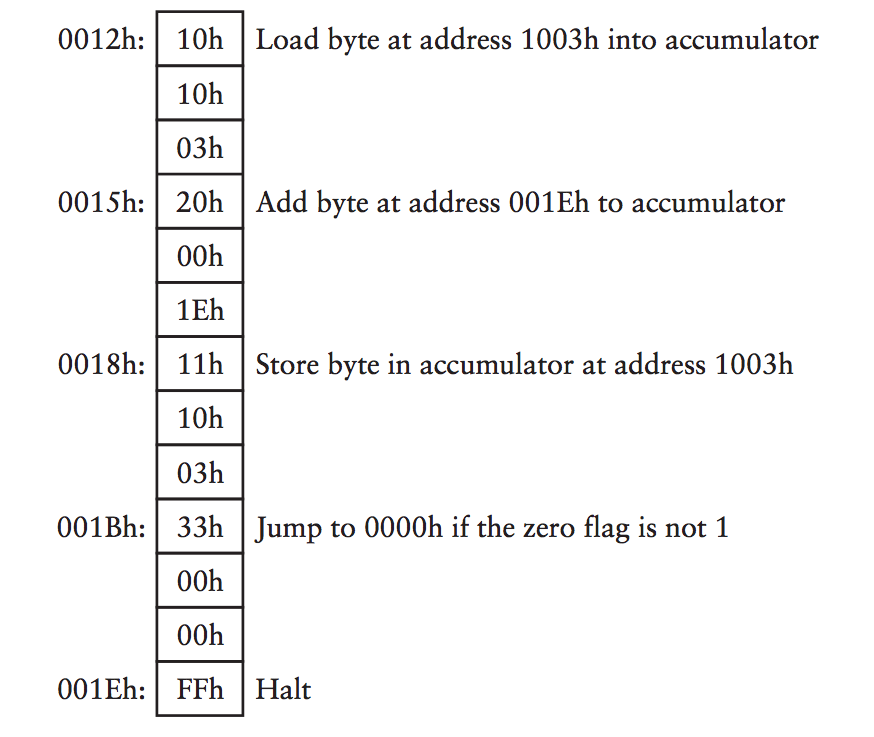 0012h: 10h Load byte at address 1003h into accumulator
10h
03h
0015h: 20h Add byte at address 001Eh to accumulator
00h
1Eh
0018h: 11h Store byte in accumulator at address 1003h
10h
03h
001Bh: 33h Jump to 0000h if the zero flag is not 1
00h
00h
001Eh: FFh Halt